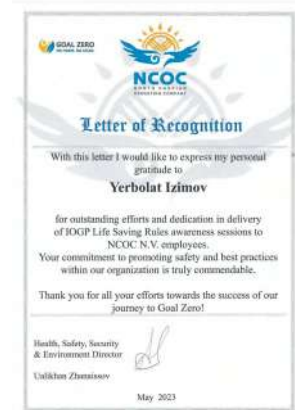 GOAL ZERO
NCOC
NORTH CASPIAN
OPERATING COMPANY
Letter of Recognition
With this letter I would like to express my personal
gratitude to
Yerbolat Izimov
for outstanding efforts and dedication in delivery
of IOGP Life Saving Rules awareness sessions to
NCOC N.V. employees.
Your commitment to promoting safety and best practices
within our organization is truly commendable.
Thank you for all your efforts towards the success of our
journey to Goal Zero!
Health, Safety, Security
& Environment Director
Ualikhan Zhanaissov
May 2023